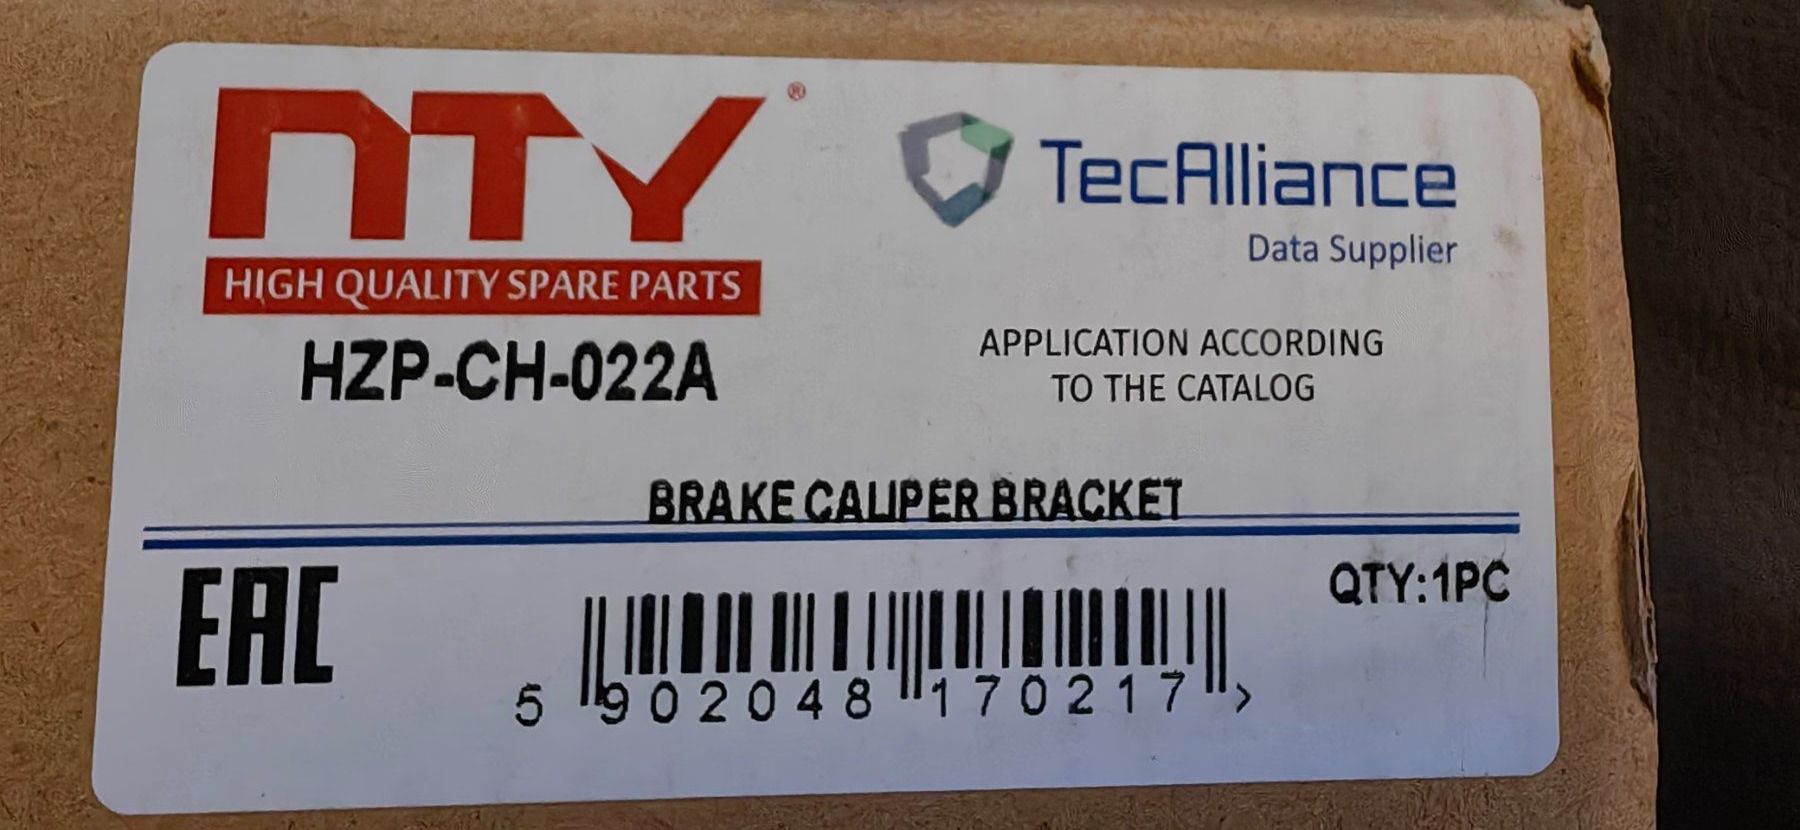 NTY®
HIGH QUALITY SPARE PARTS
HZP-CH-022A
TecAlliance
Data Supplier
APPLICATION ACCORDING
TO THE CATALOG
BRAKE CALIPER BRACKET
EAC
QTY:1PC
5 902048 170217 >